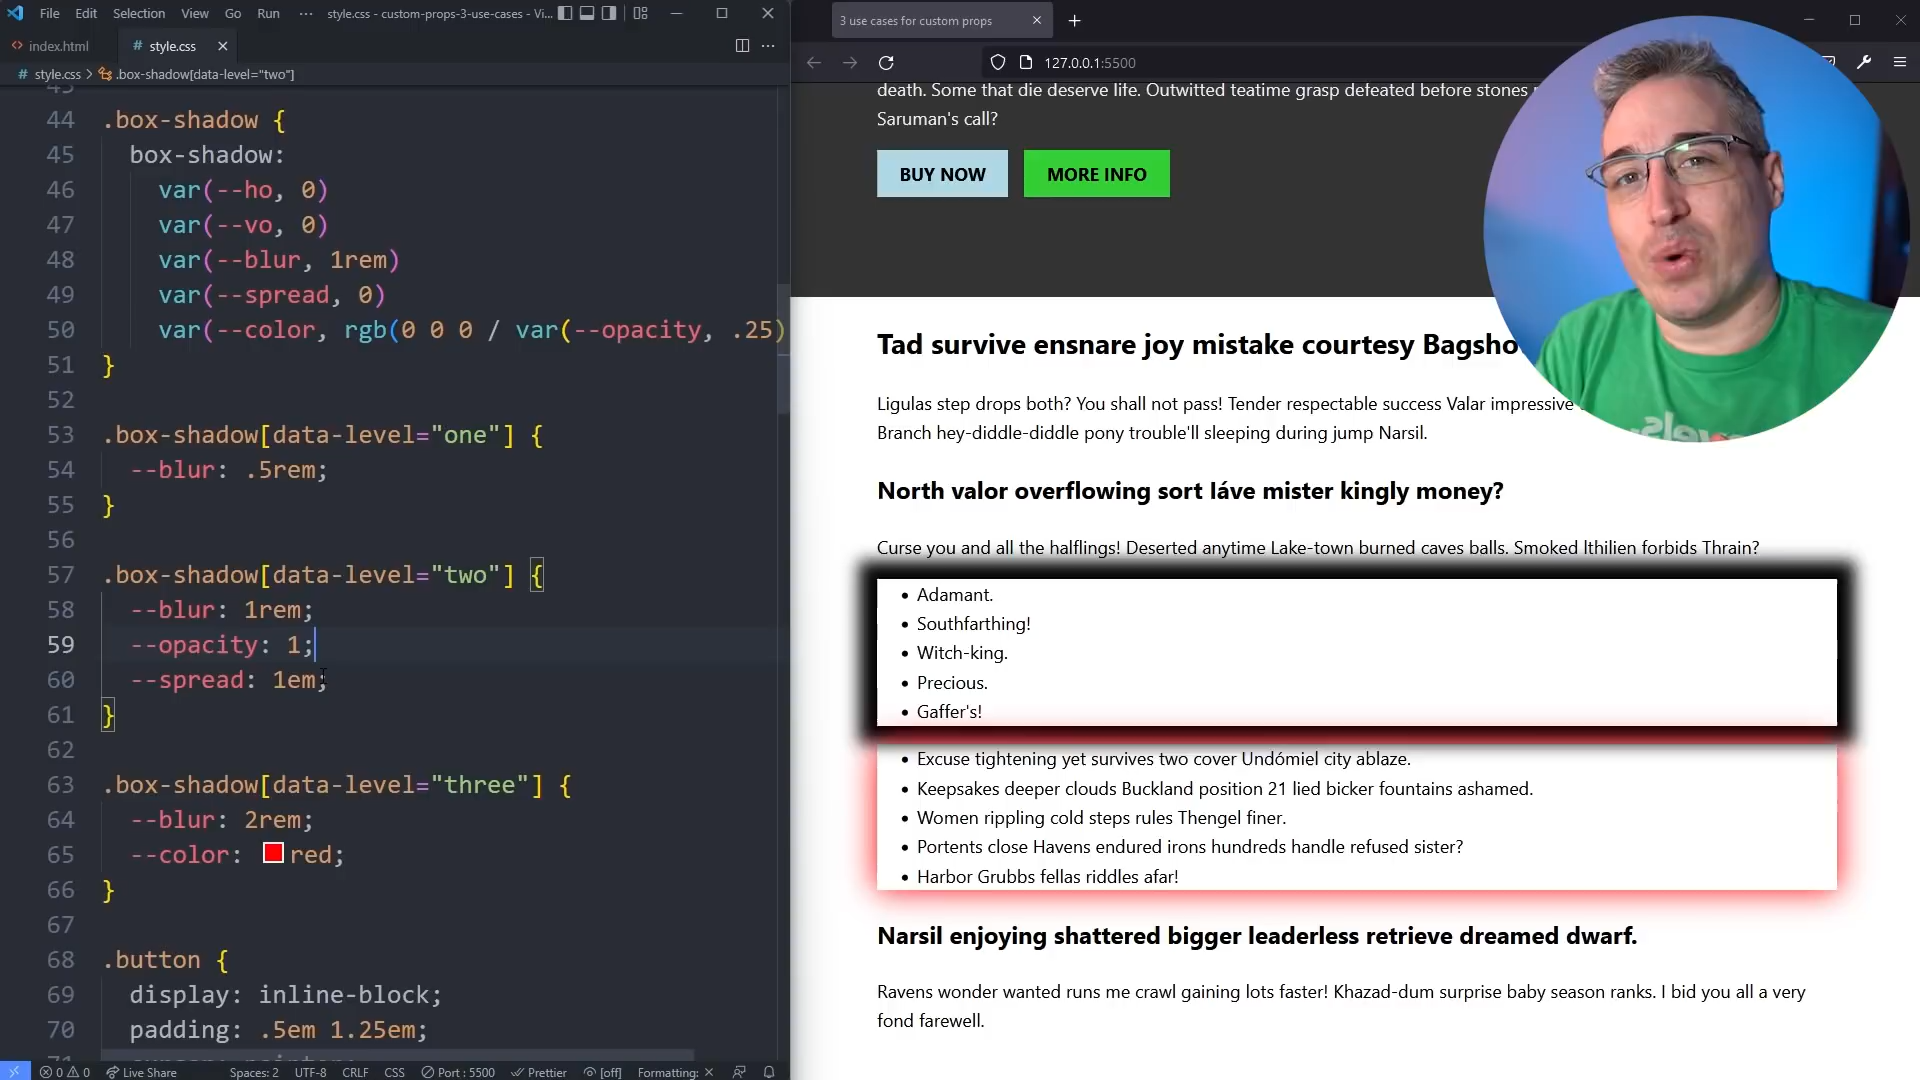 File Edit Selection View Go Run ··· style.css - custom-props-3-use-cases - Vi...
index.html
# style.css
# style.css > .box-shadow[data-level="two"]
44 .box-shadow {
45 box-shadow:
46 var(--ho, 0)
47 var(--vo, 0)
48 var(--blur, 1rem)
49 var(--spread, 0)
50 var(--color, rgb(0 0 0 / var(--opacity, .25)
51 }
52
53 .box-shadow[data-level="one"] {
54 --blur: .5rem;
55 }
56
57 .box-shadow[data-level="two"] {
58 --blur: 1rem;
59 --opacity: 1;
60 --spread: 1em;
61 }
62
63 .box-shadow[data-level="three"] {
64 --blur: 2rem;
65 --color: red;
66 }
67
68 .button {
69 display: inline-block;
70 padding: .5em 1.25em;
0 0 Live Share Spaces: 2 UTF-8 CRLF CSS Port : 5500 Prettier [off] Formatting: ×
3 use cases for custom props
127.0.0.1:5500
death. Some that die deserve life. Outwitted teatime grasp defeated before stones
Saruman's call?
BUY NOW MORE INFO
Tad survive ensnare joy mistake courtesy Bagsho
Ligulas step drops both? You shall not pass! Tender respectable success Valar impressive
Branch hey-diddle-diddle pony trouble'll sleeping during jump Narsil.
North valor overflowing sort Iáve mister kingly money?
Curse you and all the halflings! Deserted anytime Lake-town burned caves balls. Smoked Ithilien forbids Thrain?
• Adamant.
• Southfarthing!
• Witch-king.
• Precious.
• Gaffer's!
• Excuse tightening yet survives two cover Undómiel city ablaze.
• Keepsakes deeper clouds Buckland position 21 lied bicker fountains ashamed.
• Women rippling cold steps rules Thengel finer.
• Portents close Havens endured irons hundreds handle refused sister?
• Harbor Grubbs fellas riddles afar!
Narsil enjoying shattered bigger leaderless retrieve dreamed dwarf.
Ravens wonder wanted runs me crawl gaining lots faster! Khazad-dum surprise baby season ranks. I bid you all a very
fond farewell.